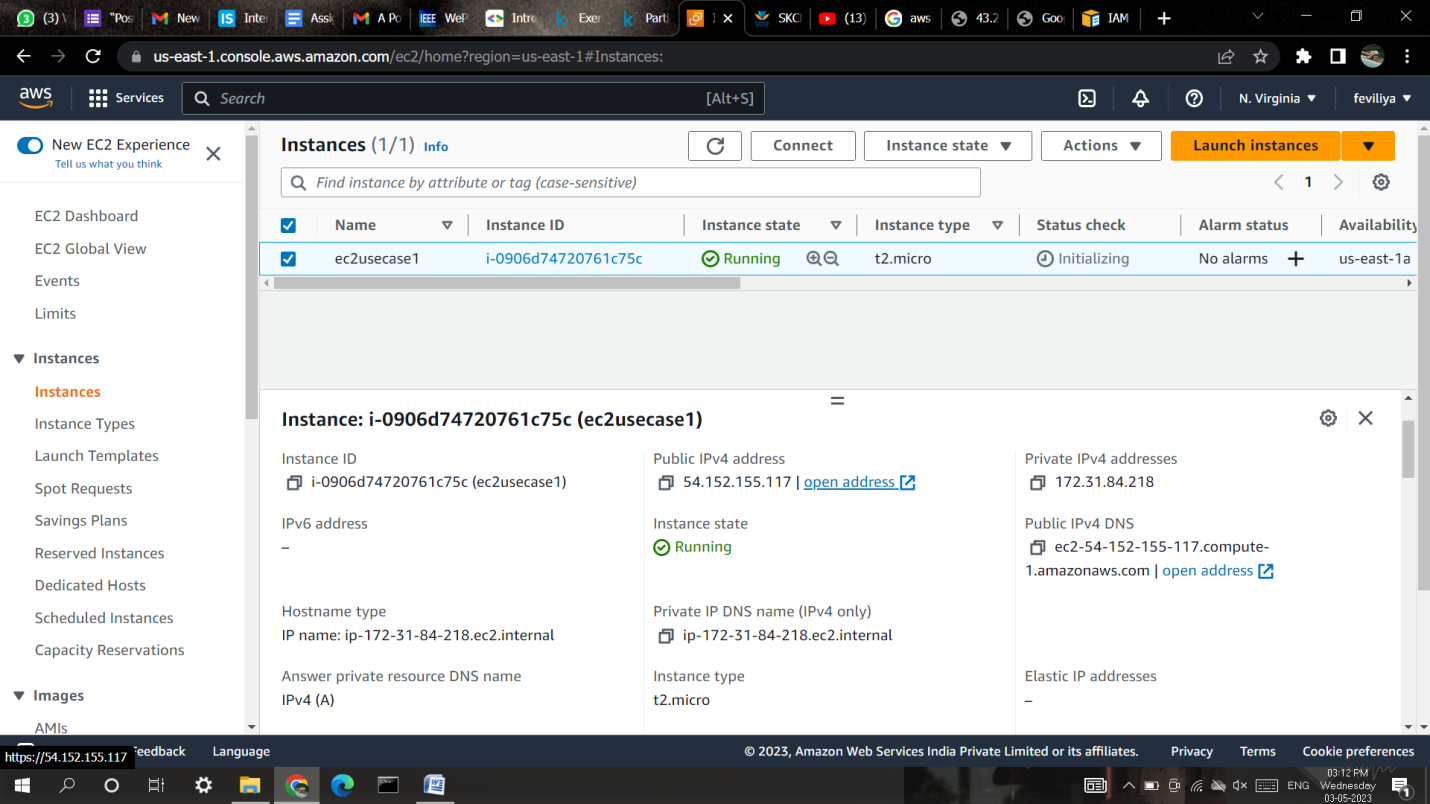 (3) V
"Pos
New
Inte
Assig
A Po
IEEE WeP
Intro
Exer
Parti
SKC
(13)
aws
43.2
Goo
IAM
us-east-1.console.aws.amazon.com/ec2/home?region=us-east-1#Instances:
aws
Services
Search
[Alt+S]
N. Virginia
feviliya
New EC2 Experience
Tell us what you think
EC2 Dashboard
EC2 Global View
Events
Limits
Instances
Instances
Instance Types
Launch Templates
Spot Requests
Savings Plans
Reserved Instances
Dedicated Hosts
Scheduled Instances
Capacity Reservations
Images
AMIs
Instances (1/1) Info
Connect
Instance state
Actions
Launch instances
Find instance by attribute or tag (case-sensitive)
1
Name Instance ID Instance state Instance type Status check Alarm status Availability
ec2usecase1 i-0906d74720761c75c Running t2.micro Initializing No alarms us-east-1a
Instance: i-0906d74720761c75c (ec2usecase1)
Instance ID
i-0906d74720761c75c (ec2usecase1)
Public IPv4 address
54.152.155.117 | open address
Private IPv4 addresses
172.31.84.218
IPv6 address
–
Instance state
Running
Public IPv4 DNS
ec2-54-152-155-117.compute-
1.amazonaws.com | open address
Hostname type
IP name: ip-172-31-84-218.ec2.internal
Private IP DNS name (IPv4 only)
ip-172-31-84-218.ec2.internal
Answer private resource DNS name
IPv4 (A)
Instance type
t2.micro
Elastic IP addresses
–
https://54.152.155.117
Feedback
Language
© 2023, Amazon Web Services India Private Limited or its affiliates.
Privacy
Terms
Cookie preferences
ENG
03:12 PM
Wednesday
03-05-2023
1